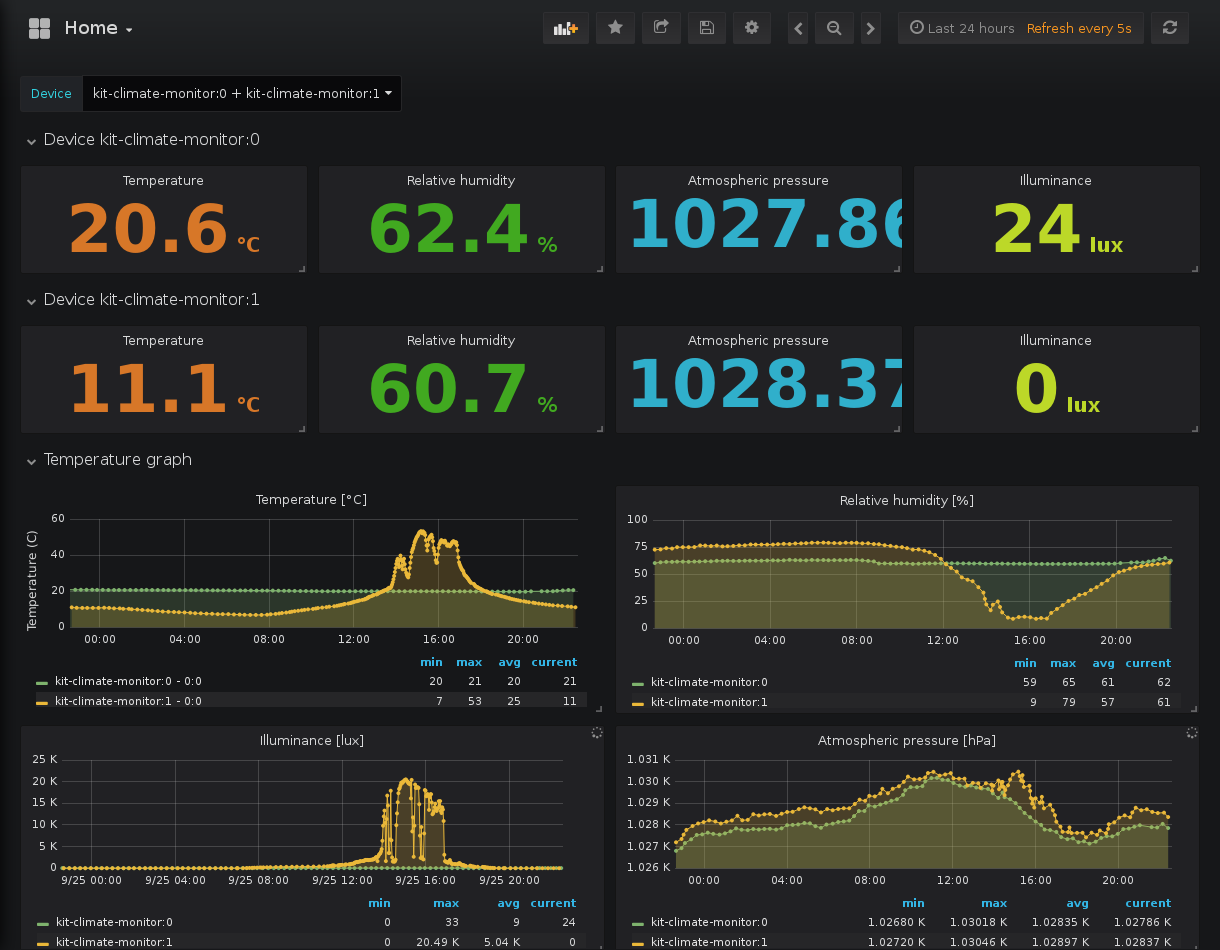 Home
Last 24 hours Refresh every 5s
Device kit-climate-monitor:0 + kit-climate-monitor:1
Device kit-climate-monitor:0
Temperature Relative humidity Atmospheric pressure Illuminance
20.6 °C 62.4 % 1027.86 24 lux
Device kit-climate-monitor:1
Temperature Relative humidity Atmospheric pressure Illuminance
11.1 °C 60.7 % 1028.37 0 lux
Temperature graph
Temperature [°C]
Temperature (C)
60
40
20
0
00:00 04:00 08:00 12:00 16:00 20:00
min max avg current
kit-climate-monitor:0 - 0:0 20 21 20 21
kit-climate-monitor:1 - 0:0 7 53 25 11
Relative humidity [%]
100
75
50
25
0
00:00 04:00 08:00 12:00 16:00 20:00
min max avg current
kit-climate-monitor:0 59 65 61 62
kit-climate-monitor:1 9 79 57 61
Illuminance [lux]
25 K
20 K
15 K
10 K
5 K
0
9/25 00:00 9/25 04:00 9/25 08:00 9/25 12:00 9/25 16:00 9/25 20:00
min max avg current
kit-climate-monitor:0 0 33 9 24
kit-climate-monitor:1 0 20.49 K 5.04 K 0
Atmospheric pressure [hPa]
1.031 K
1.030 K
1.029 K
1.028 K
1.027 K
1.026 K
00:00 04:00 08:00 12:00 16:00 20:00
min max avg current
kit-climate-monitor:0 1.02680 K 1.03018 K 1.02835 K 1.02786 K
kit-climate-monitor:1 1.02720 K 1.03046 K 1.02897 K 1.02837 K